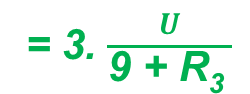 = 3. U / 9 + R₃